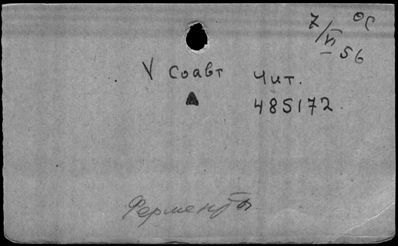 7/VI–56
ОС
V Соавт Чит.
485172
Ферменты